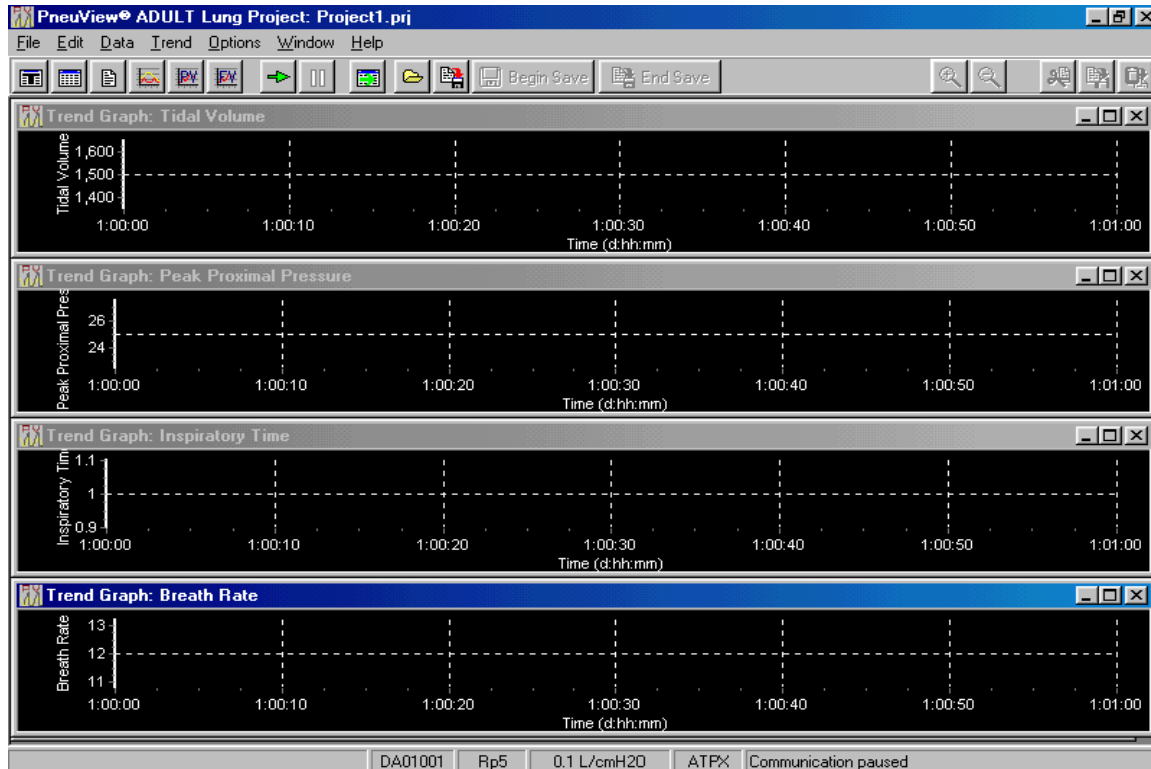 PneuView® ADULT Lung Project: Project1.prj
File Edit Data Trend Options Window Help
Begin Save End Save
Trend Graph: Tidal Volume
Tidal Volume
1,600
1,500
1,400
1:00:00 1:00:10 1:00:20 1:00:30 1:00:40 1:00:50 1:01:00
Time (d:hh:mm)
Trend Graph: Peak Proximal Pressure
Peak Proximal Pres
26
24
1:00:00 1:00:10 1:00:20 1:00:30 1:00:40 1:00:50 1:01:00
Time (d:hh:mm)
Trend Graph: Inspiratory Time
Inspiratory Time
1.1
1
0.9
1:00:00 1:00:10 1:00:20 1:00:30 1:00:40 1:00:50 1:01:00
Time (d:hh:mm)
Trend Graph: Breath Rate
Breath Rate
13
12
11
1:00:00 1:00:10 1:00:20 1:00:30 1:00:40 1:00:50 1:01:00
Time (d:hh:mm)
DA01001 Rp5 0.1 L/cmH2O ATPX Communication paused